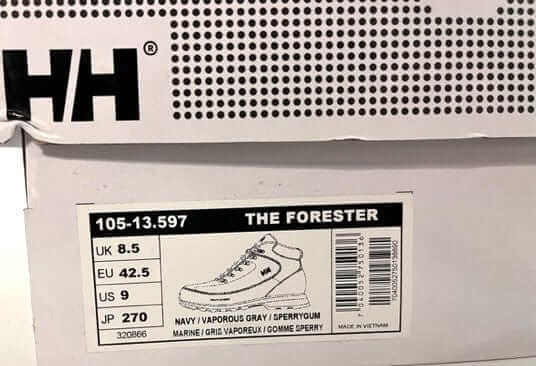 HH®
105-13.597 THE FORESTER
UK 8.5
EU 42.5
US 9
JP 270
320866
NAVY / VAPOROUS GRAY / SPERRYGUM
MARINE / GRIS VAPOREUX / GOMME SPERRY
MADE IN VIETNAM